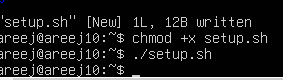 "setup.sh" [New] 1L, 12B written
areej@areej10:~$ chmod +x setup.sh
areej@areej10:~$ ./setup.sh
areej@areej10:~$